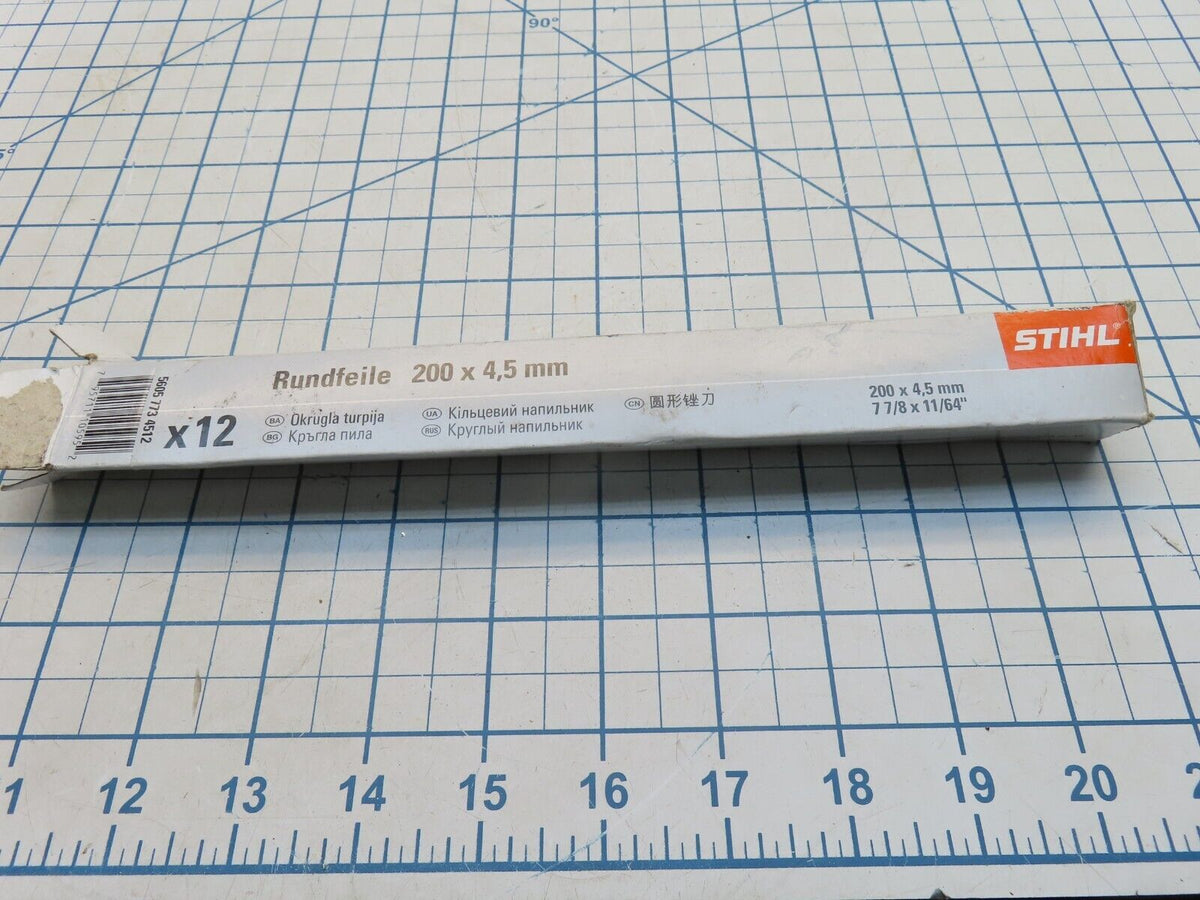 90°
STIHL®
Rundfeile 200 x 4,5 mm
200 x 4,5 mm
7 7/8 x 11/64"
x12
BA Okrugla turpija
BG Кръгла пила
UA Кільцевий напильник
RUS Круглый напильник
CN 圆形锉刀
5605 773 4512
12 13 14 15 16 17 18 19 20